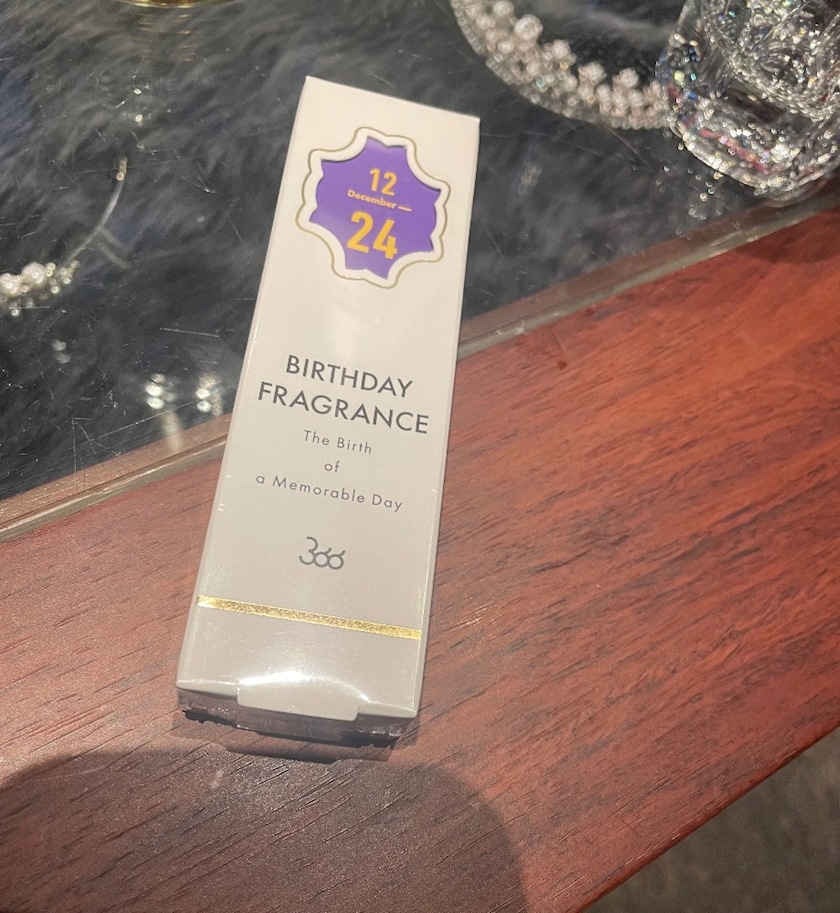 12
December
24
BIRTHDAY
FRAGRANCE
The Birth
of
a Memorable Day
366